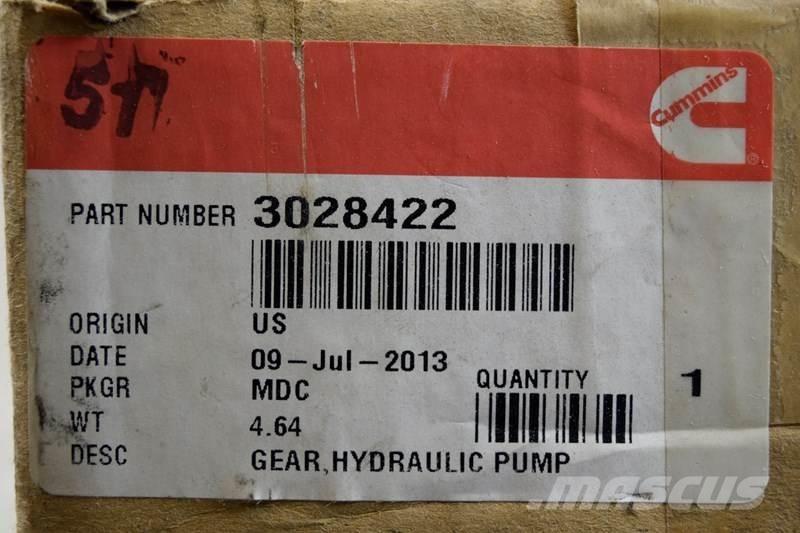 Cummins
®
PART NUMBER 3028422
ORIGIN US
DATE 09-Jul-2013
PKGR MDC
QUANTITY 1
WT 4.64
DESC GEAR,HYDRAULIC PUMP
MASCUS